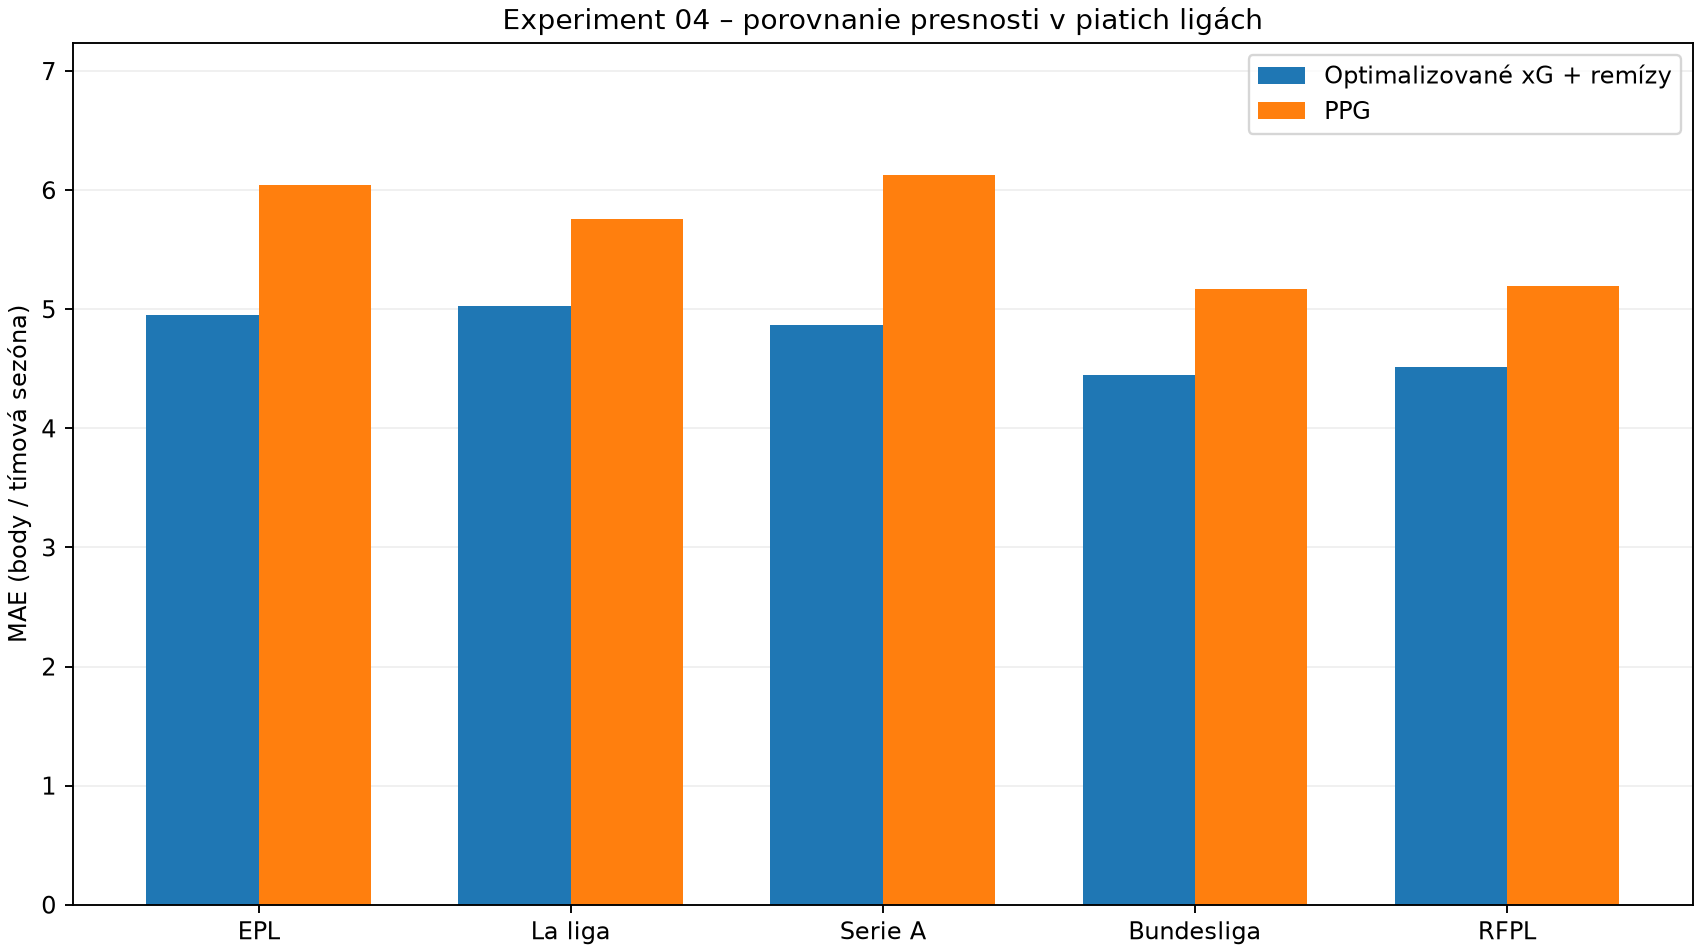 Experiment 04 – porovnanie presnosti v piatich ligách
Optimalizované xG + remízy
PPG
MAE (body / tímová sezóna)
7
6
5
4
3
2
1
0
EPL
La liga
Serie A
Bundesliga
RFPL